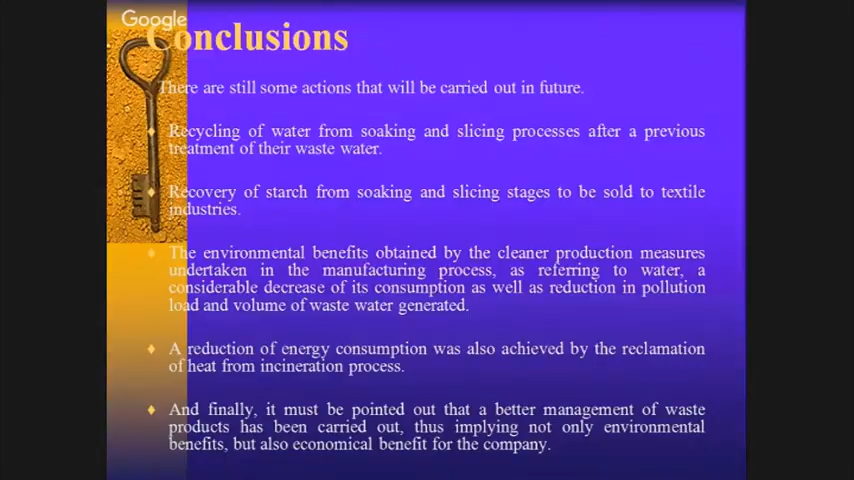 Google
Conclusions
There are still some actions that will be carried out in future.
Recycling of water from soaking and slicing processes after a previous
treatment of their waste water.
Recovery of starch from soaking and slicing stages to be sold to textile
industries.
The environmental benefits obtained by the cleaner production measures
undertaken in the manufacturing process, as referring to water, a
considerable decrease of its consumption as well as reduction in pollution
load and volume of waste water generated.
A reduction of energy consumption was also achieved by the reclamation
of heat from incineration process.
And finally, it must be pointed out that a better management of waste
products has been carried out, thus implying not only environmental
benefits, but also economical benefit for the company.